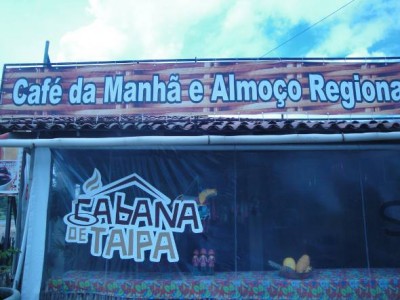 Café da Manhã e Almoço Regiona
CABANA
DE TAIPA